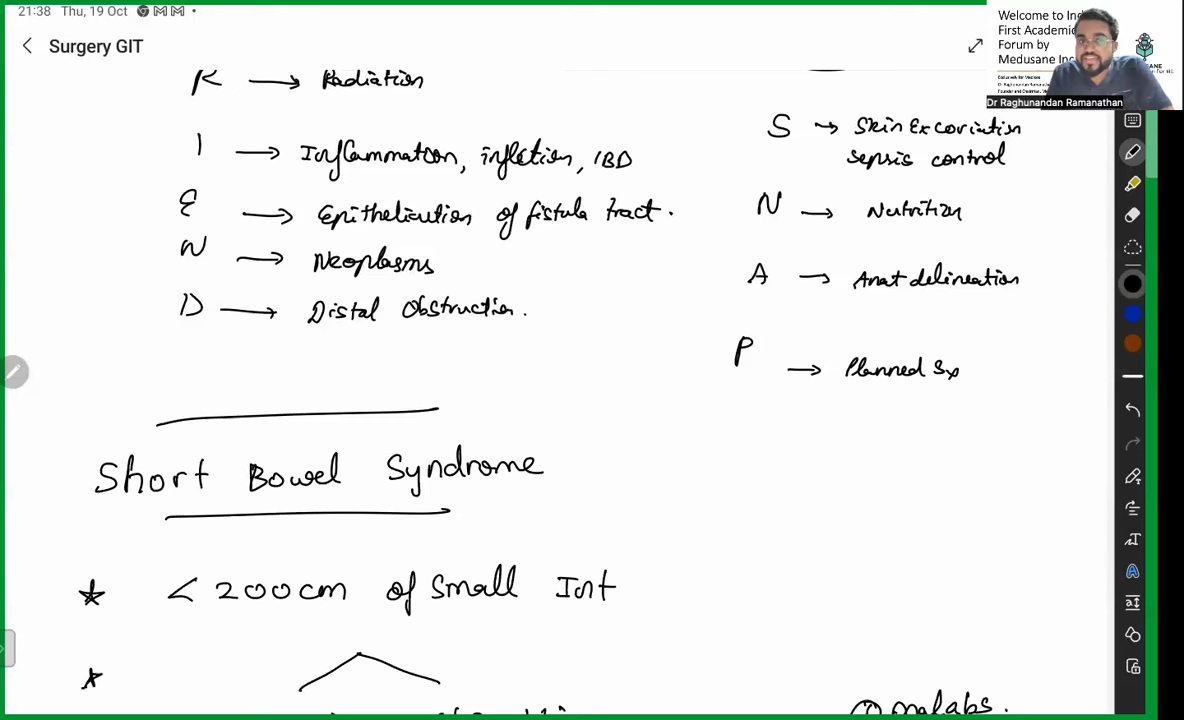 21:38 Thu, 19 Oct
Surgery GIT
Welcome to Ind
First Academic
Forum by
Medusane Inc
Dr Raghunandan Ramanathan
R → Radiation
I → Inflammation, infection, IBD
E → Epithelization of fistula tract.
N → Neoplasms
D → Distal Obstruction.
S → Skin Excoriation
sepsis control
N → Nutrition
A → Anat delineation
P → Planned Sx
Short Bowel Syndrome
★ < 200cm of Small Int
★
malabs.